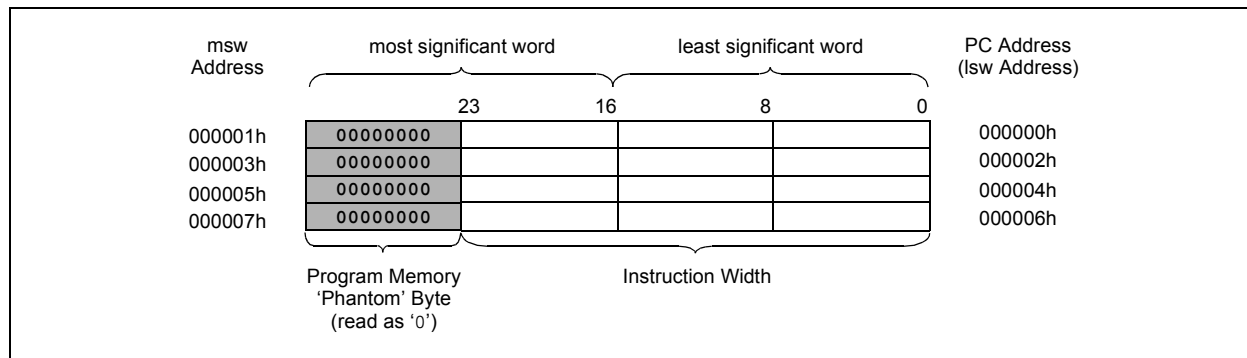 msw
Address
most significant word
least significant word
PC Address
(lsw Address)
23 16 8 0
000001h 00000000 000000h
000003h 00000000 000002h
000005h 00000000 000004h
000007h 00000000 000006h
Program Memory
‘Phantom’ Byte
(read as ‘0’)
Instruction Width